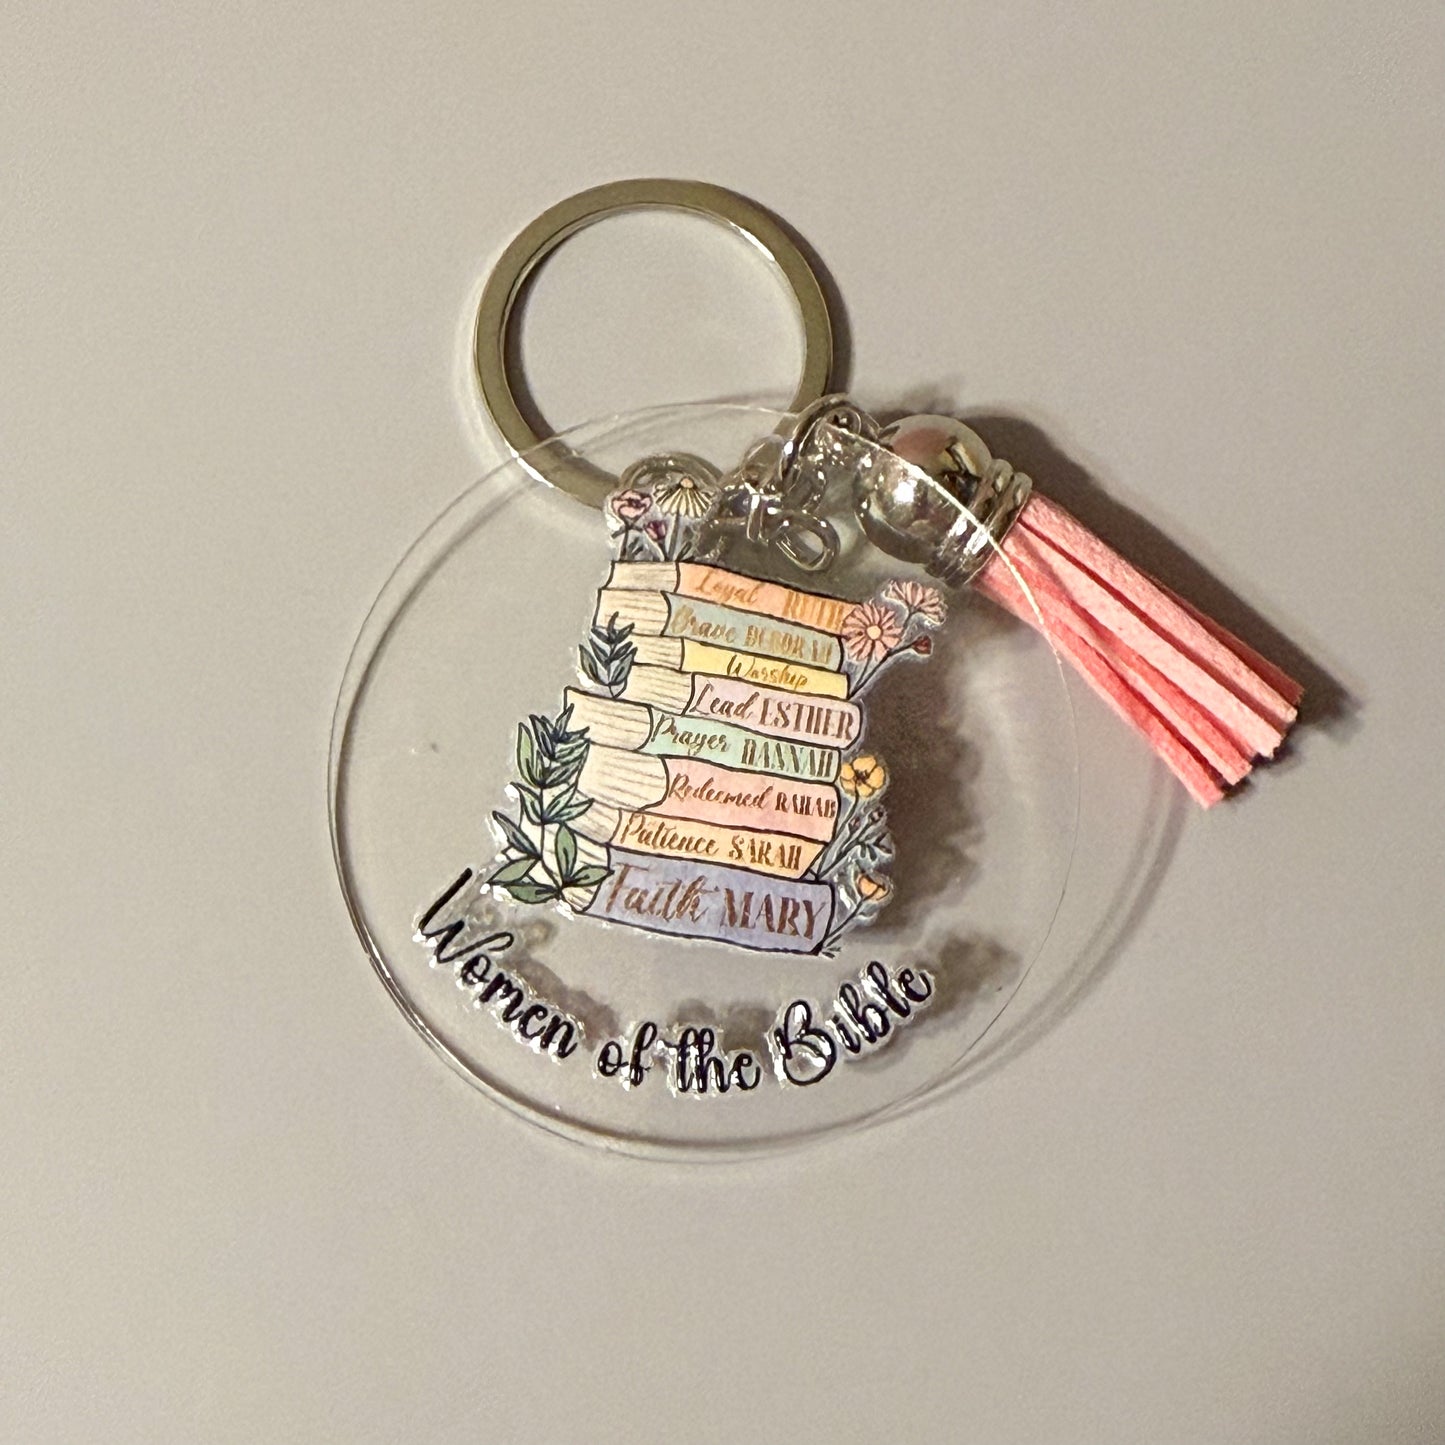 Loyal RUTH
Brave DEBORAH
Worship
Lead ESTHER
Prayer HANNAH
Redeemed RAHAB
Patience SARAH
Faith MARY
Women of the Bible